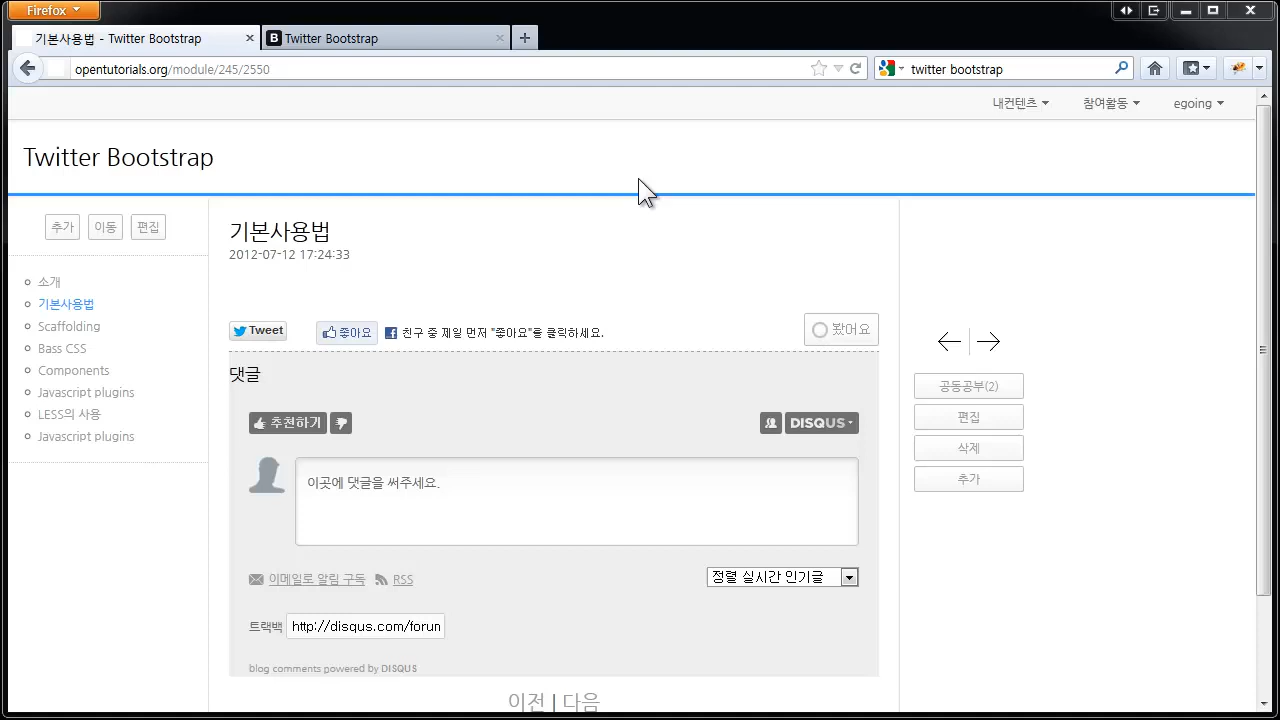 Firefox
기본사용법 - Twitter Bootstrap
Twitter Bootstrap
opentutorials.org/module/245/2550
twitter bootstrap
내컨텐츠
참여활동
egoing
Twitter Bootstrap
추가
이동
편집
소개
기본사용법
Scaffolding
Bass CSS
Components
Javascript plugins
LESS의 사용
Javascript plugins
기본사용법
2012-07-12 17:24:33
Tweet
좋아요
친구 중 제일 먼저 "좋아요"를 클릭하세요.
봤어요
댓글
추천하기
DISQUS
이곳에 댓글을 써주세요.
이메일로 알림 구독
RSS
정렬 실시간 인기글
트랙백
http://disqus.com/forun
blog comments powered by DISQUS
이전 | 다음
공동공부(2)
편집
삭제
추가